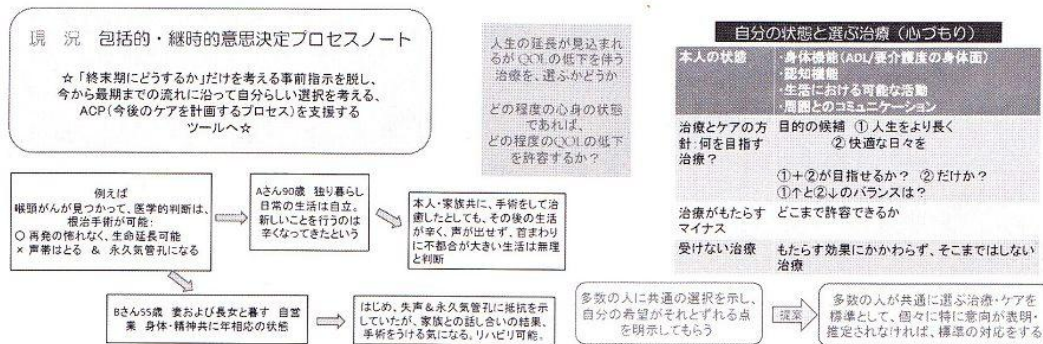 現 況 包括的・継時的意思決定プロセスノート
☆「終末期にどうするか」だけを考える事前指示を脱し、
今から最期までの流れに沿って自分らしい選択を考える、
ACP(今後のケアを計画するプロセス)を支援する
ツールへ☆
例えば
喉頭がんが見つかって、医学的判断は、
根治手術が可能:
○ 再発の怖れなく、生命延長可能
× 声帯はとる & 永久気管孔になる
Aさん90歳 独り暮らし
日常の生活は自立。
新しいことを行うのは
辛くなってきたという
本人・家族共に、手術をして治
癒したとしても、その後の生活
が辛く、声が出せず、首まわり
に不都合が大きい生活は無理
と判断
Bさん55歳 妻および長女と暮す 自営
業 身体・精神共に年相応の状態
はじめ、失声&永久気管孔に抵抗を示
していたが、家族との話し合いの結果、
手術をうける気になる。リハビリ可能。
人生の延長が見込まれ
るがQOLの低下を伴う
治療を、選ぶかどうか
どの程度の心身の状態
であれば、
どの程度のQOLの低下
を許容するか?
自分の状態と選ぶ治療(心づもり)
本人の状態 ・身体機能(ADL/要介護度の身体面)
・認知機能
・生活における可能な活動
・周囲とのコミュニケーション
治療とケアの方 目的の候補 ① 人生をより長く
針:何を目指す ② 快適な日々を
治療?
①+②が目指せるか? ②だけか?
①↑と②↓のバランスは?
治療がもたらす どこまで許容できるか
マイナス
受けない治療 もたらす効果にかかわらず、そこまではしない
治療
多数の人に共通の選択を示し、
自分の希望がそれとずれる点
を明示してもらう
提案
多数の人が共通に選ぶ治療・ケアを
標準として、個々に特に意向が表明・
推定されなければ、標準の対応をする